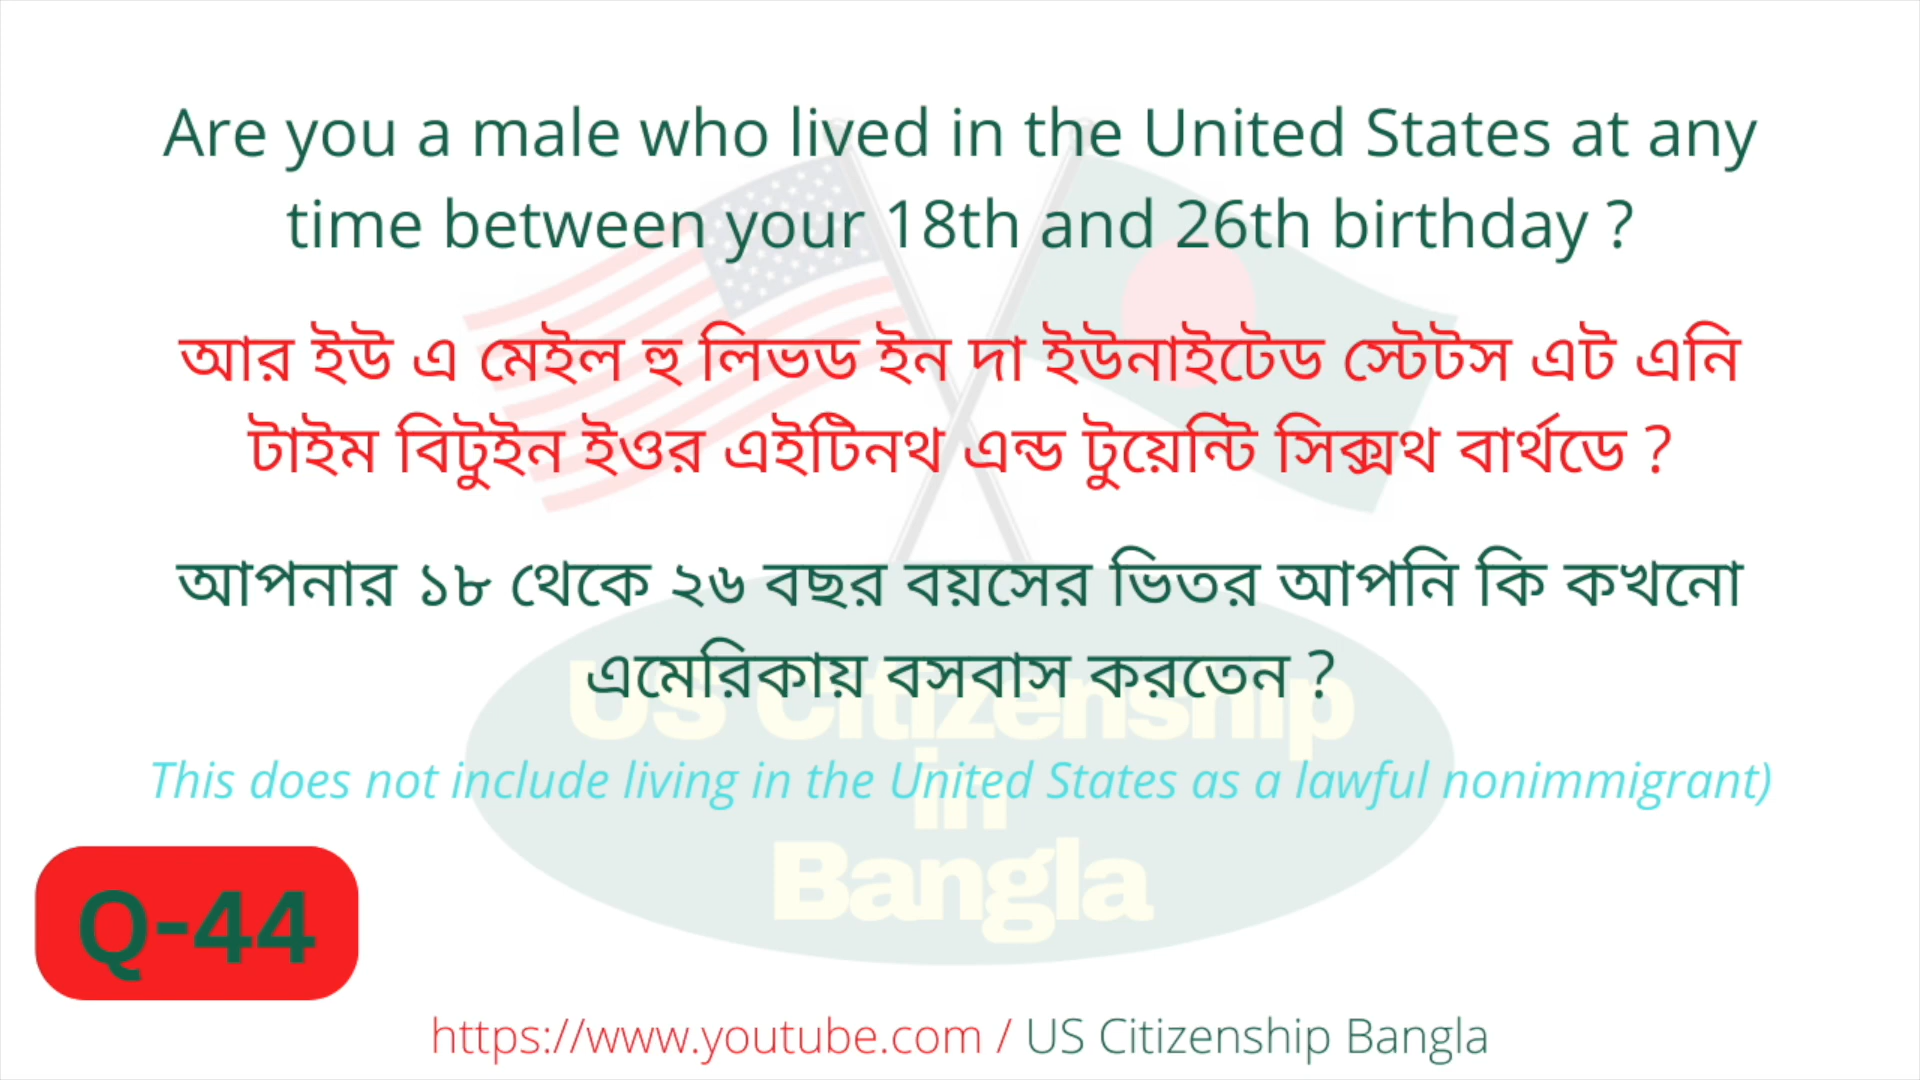 Are you a male who lived in the United States at any
time between your 18th and 26th birthday ?
আর ইউ এ মেইল হু লিভড ইন দা ইউনাইটেড স্টেটস এট এনি
টাইম বিটুইন ইওর এইটিনথ এন্ড টুয়েন্টি সিক্সথ বার্থডে ?
আপনার ১৮ থেকে ২৬ বছর বয়সের ভিতর আপনি কি কখনো
এমেরিকায় বসবাস করতেন ?
This does not include living in the United States as a lawful nonimmigrant)
US Citizenship
in
Bangla
Q-44
https://www.youtube.com / US Citizenship Bangla